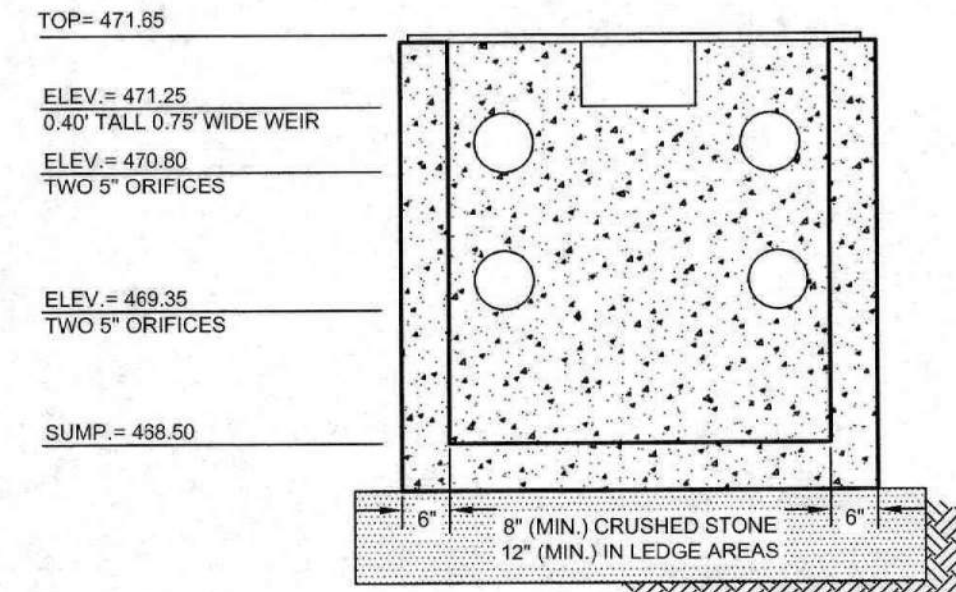 TOP= 471.65
ELEV.= 471.25
0.40' TALL 0.75' WIDE WEIR
ELEV.= 470.80
TWO 5" ORIFICES
ELEV.= 469.35
TWO 5" ORIFICES
SUMP.= 468.50
6"
8" (MIN.) CRUSHED STONE
12" (MIN.) IN LEDGE AREAS
6"